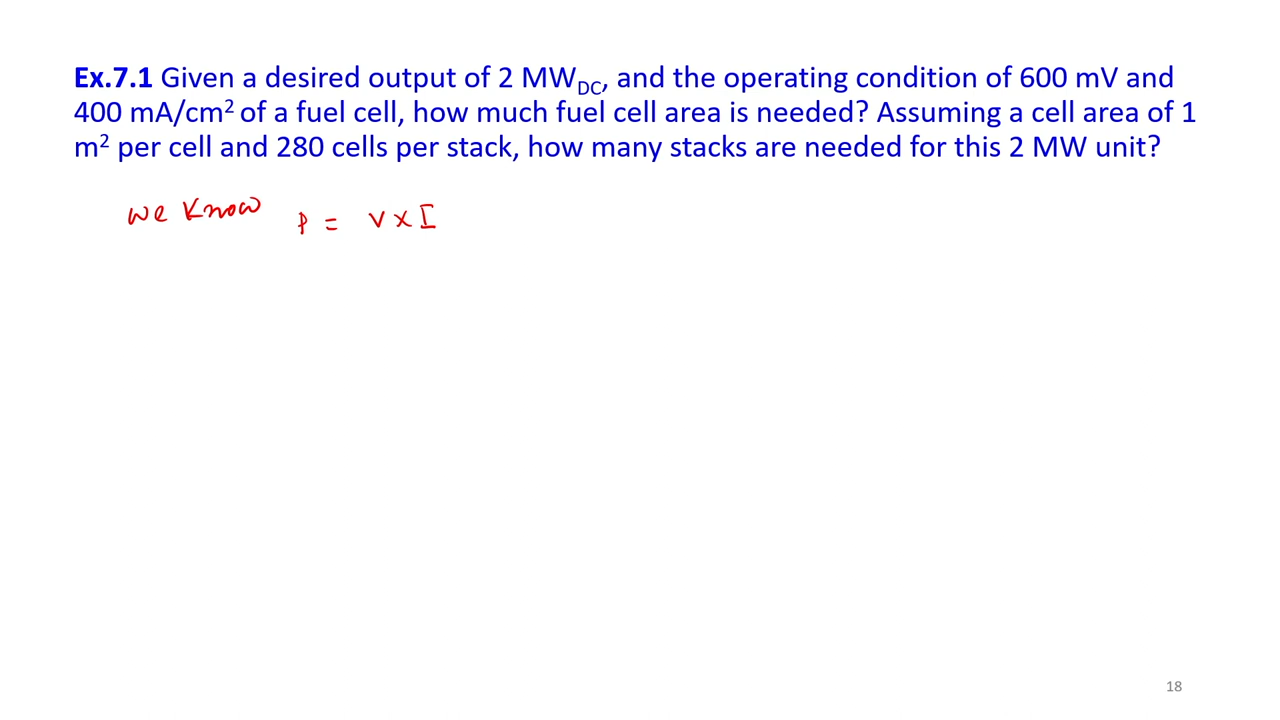 Ex.7.1 Given a desired output of 2 MWDC, and the operating condition of 600 mV and
400 mA/cm2 of a fuel cell, how much fuel cell area is needed? Assuming a cell area of 1
m2 per cell and 280 cells per stack, how many stacks are needed for this 2 MW unit?
we know P = V x I
18